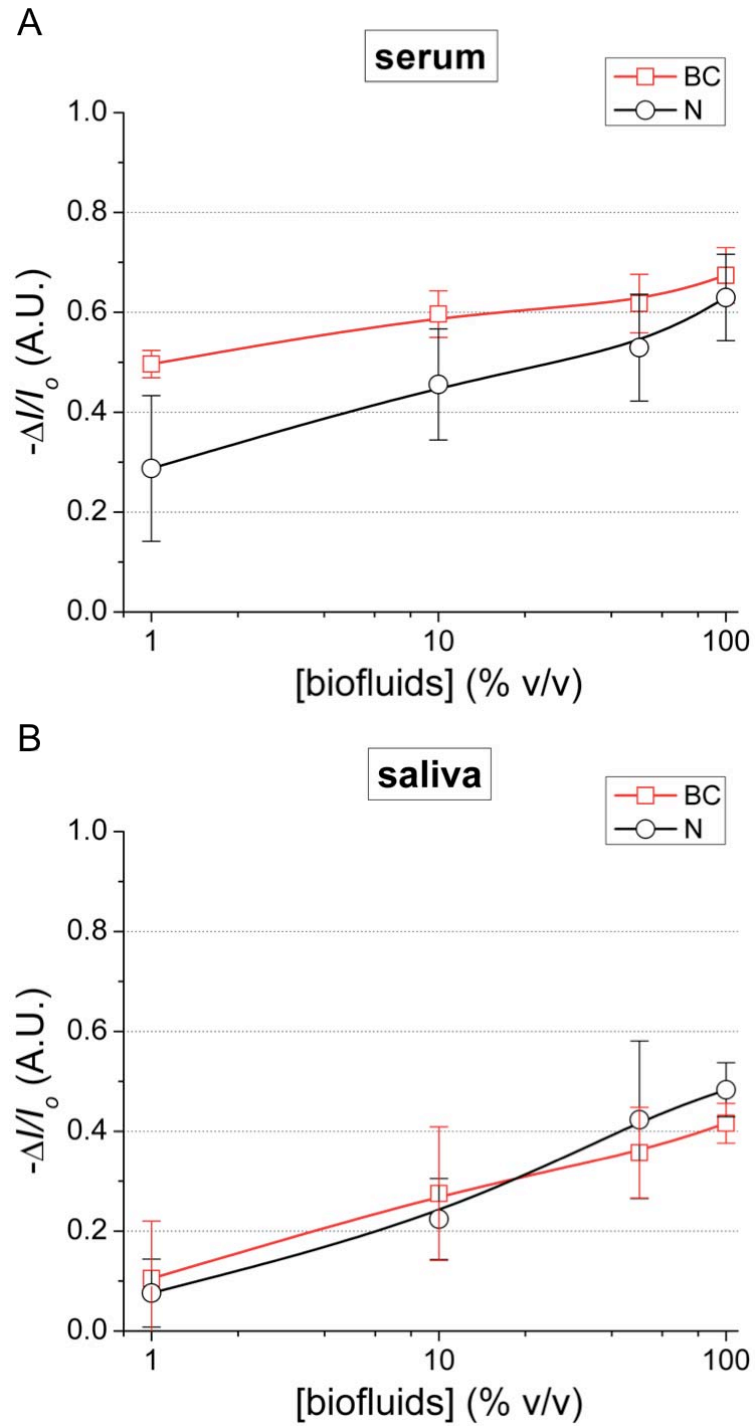 A
serum
BC
N
1.0
0.8
0.6
0.4
0.2
0.0
-ΔI/Io (A.U.)
1 10 100
[biofluids] (% v/v)
B
saliva
BC
N
1.0
0.8
0.6
0.4
0.2
0.0
-ΔI/Io (A.U.)
1 10 100
[biofluids] (% v/v)